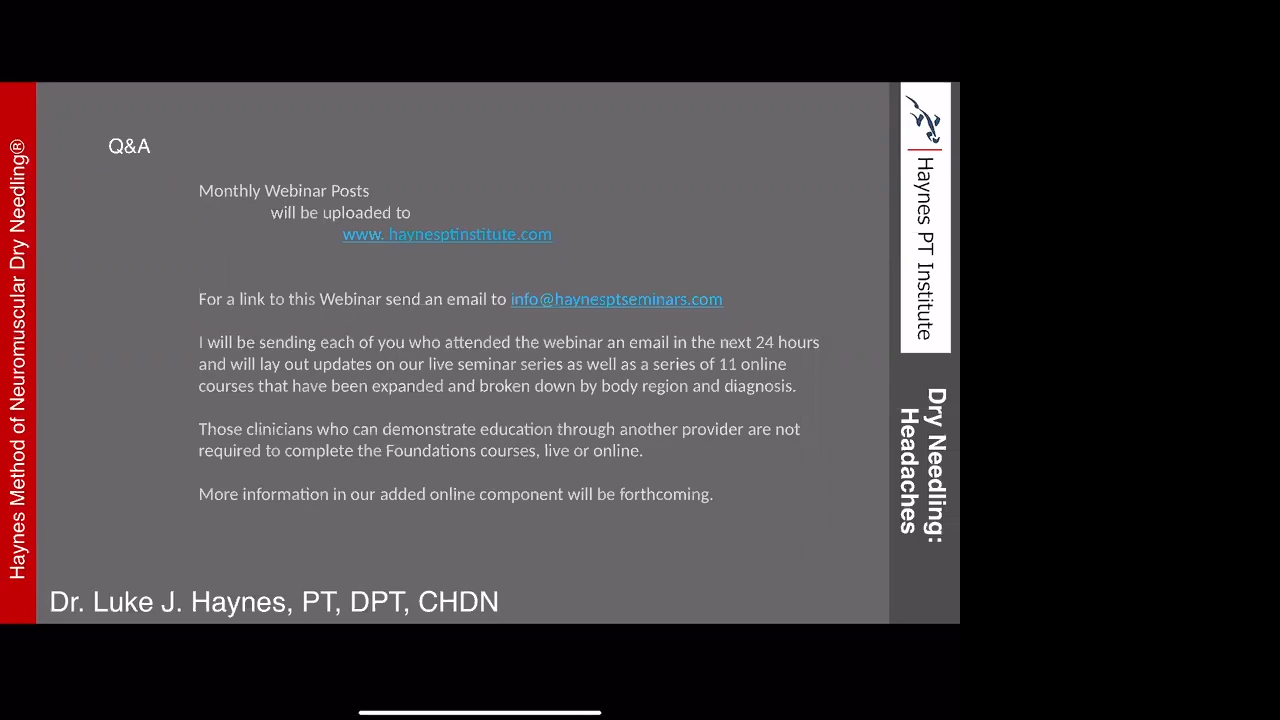 Haynes Method of Neuromuscular Dry Needling®
Q&A
Monthly Webinar Posts
will be uploaded to
www. haynesptinstitute.com
For a link to this Webinar send an email to info@haynesptseminars.com
I will be sending each of you who attended the webinar an email in the next 24 hours
and will lay out updates on our live seminar series as well as a series of 11 online
courses that have been expanded and broken down by body region and diagnosis.
Those clinicians who can demonstrate education through another provider are not
required to complete the Foundations courses, live or online.
More information in our added online component will be forthcoming.
Dr. Luke J. Haynes, PT, DPT, CHDN
Haynes PT Institute
Dry Needling:
Headaches